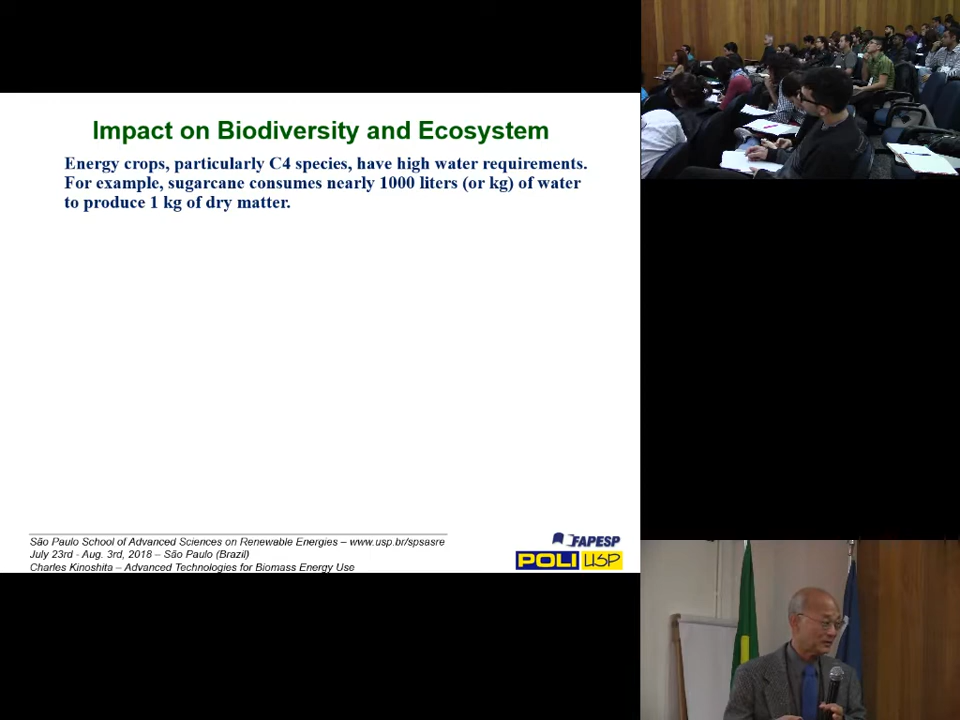 Impact on Biodiversity and Ecosystem
Energy crops, particularly C4 species, have high water requirements.
For example, sugarcane consumes nearly 1000 liters (or kg) of water
to produce 1 kg of dry matter.
São Paulo School of Advanced Sciences on Renewable Energies – www.usp.br/spsasre
July 23rd - Aug. 3rd, 2018 – São Paulo (Brazil)
Charles Kinoshita – Advanced Technologies for Biomass Energy Use
FAPESP
POLI USP